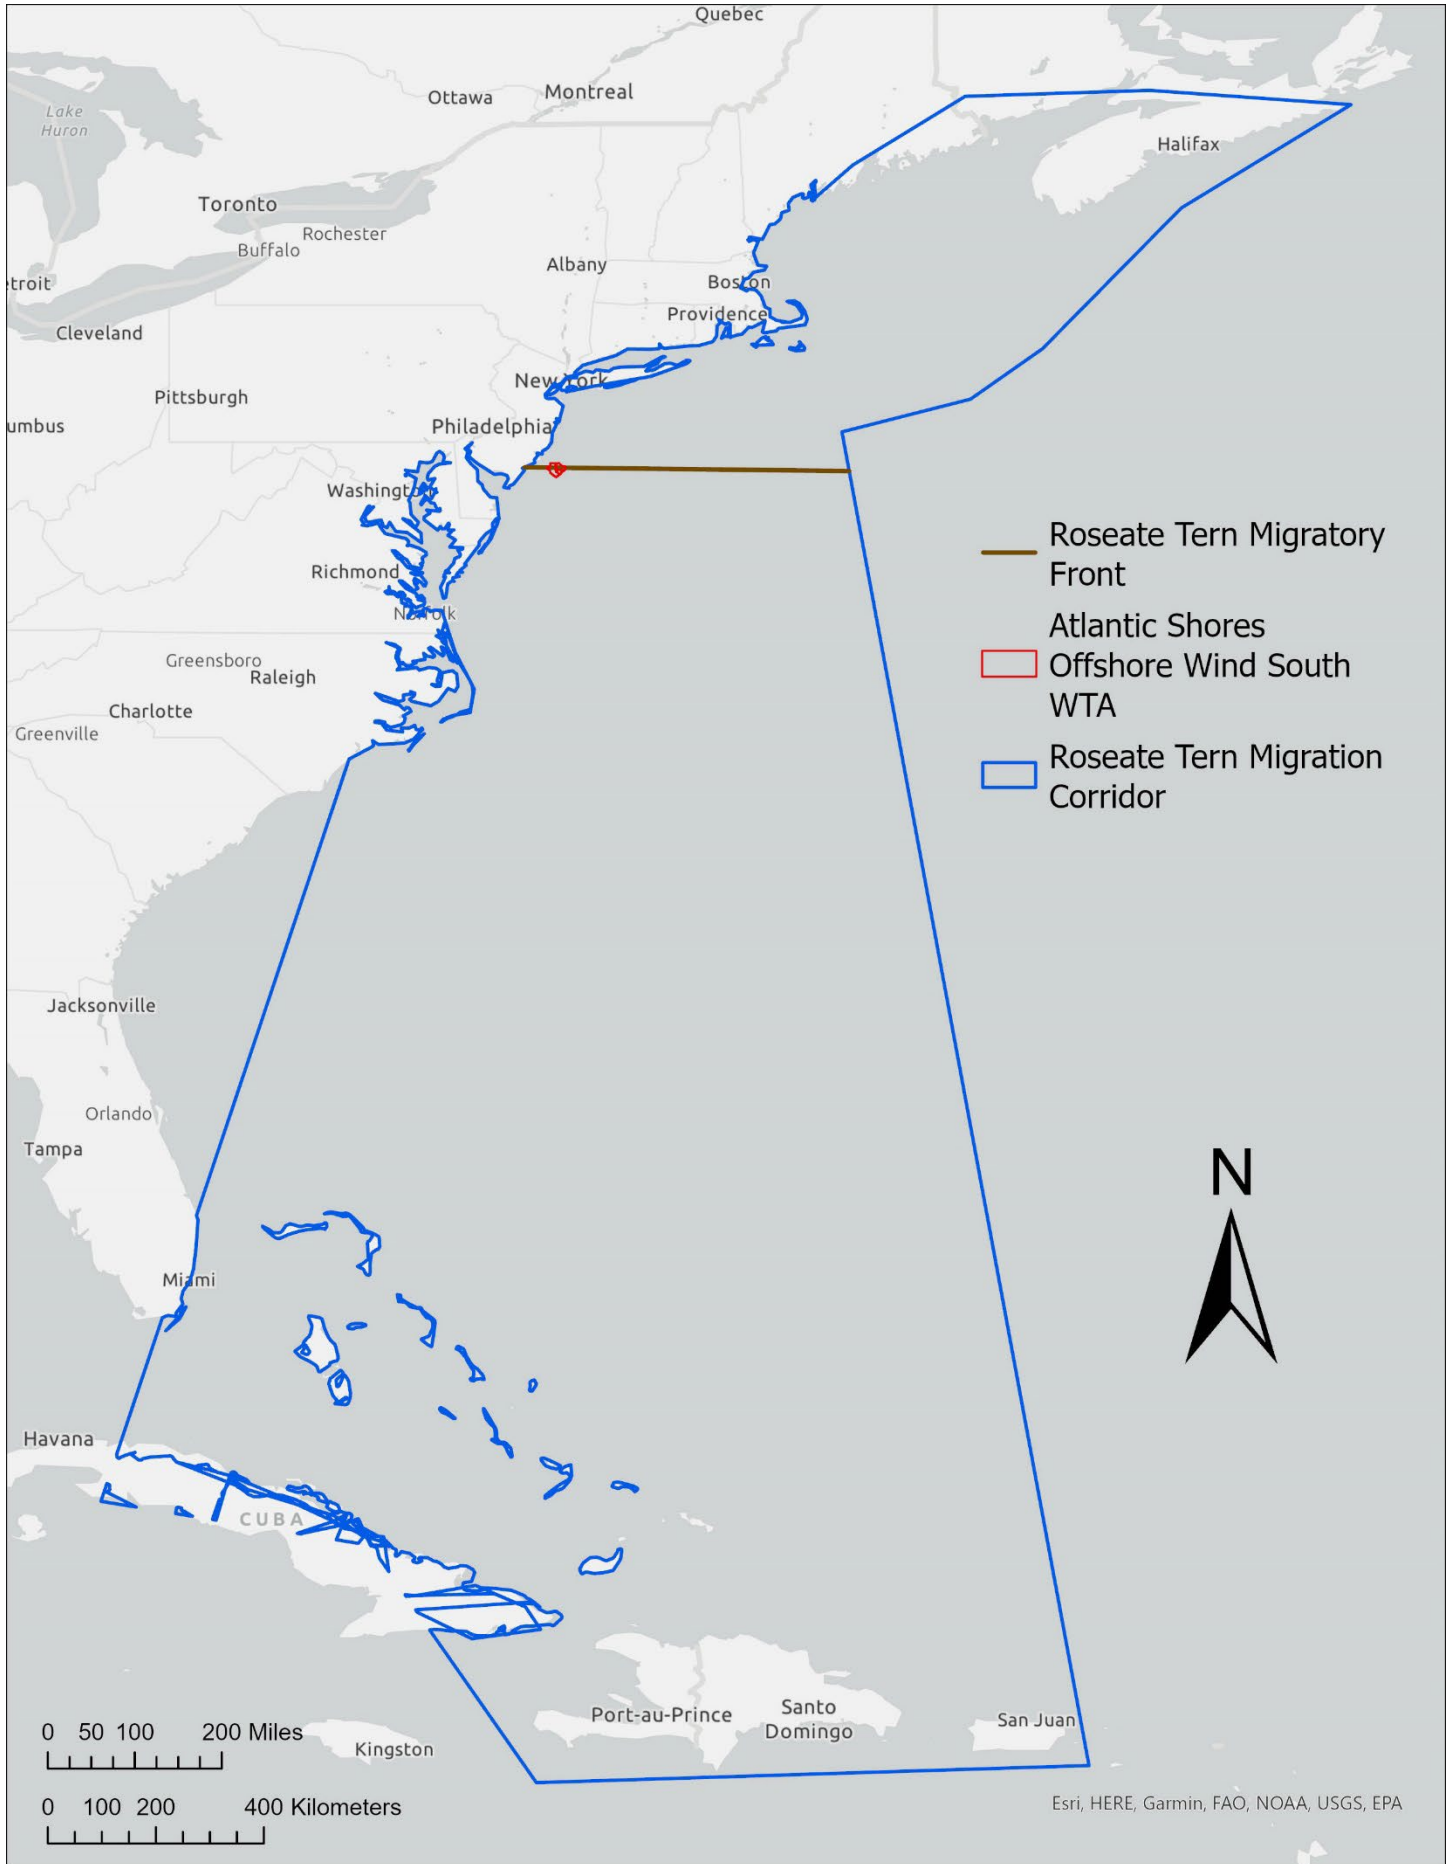 Quebec
Ottawa
Montreal
Lake
Huron
Halifax
Toronto
Rochester
Buffalo
Albany
etroit
Boston
Providence
Cleveland
New York
Pittsburgh
umbus
Philadelphia
Washington
Roseate Tern Migratory
Front
Richmond
Norfolk
Atlantic Shores
Offshore Wind South
WTA
Greensboro
Raleigh
Charlotte
Greenville
Roseate Tern Migration
Corridor
Jacksonville
Orlando
Tampa
N
Miami
Havana
CUBA
Port-au-Prince
Santo
Domingo
San Juan
Kingston
0 50 100 200 Miles
0 100 200 400 Kilometers
Esri, HERE, Garmin, FAO, NOAA, USGS, EPA